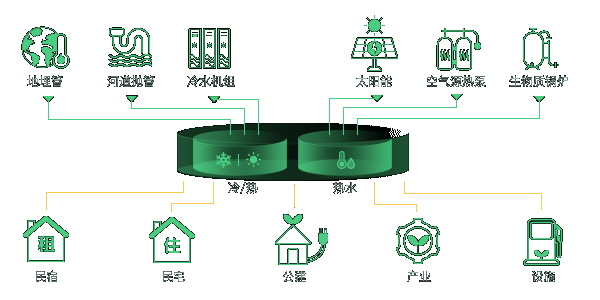 地埋管
河道抛管
冷水机组
太阳能
空气源热泵
生物质锅炉
冷/热
热水
租
住
民宿
民宅
公墅
产业
设施